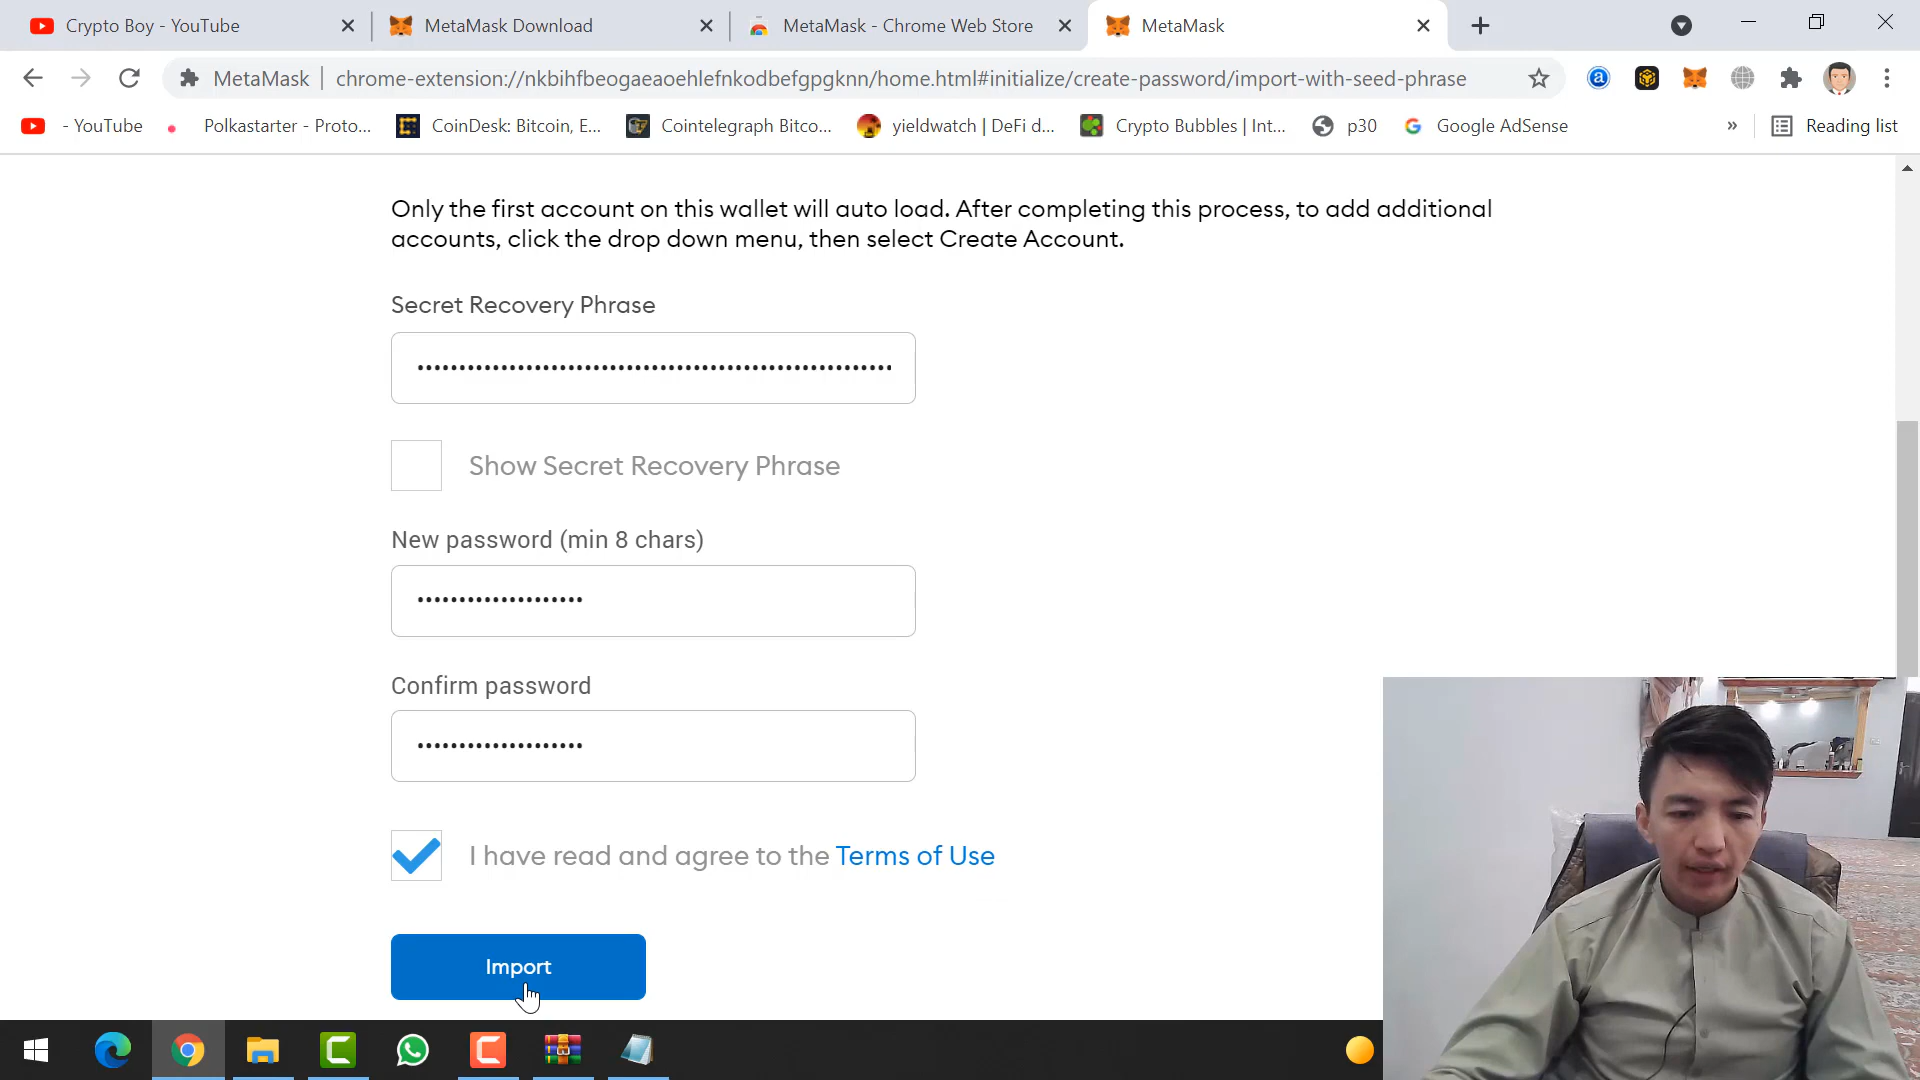 Crypto Boy - YouTube
MetaMask Download
MetaMask - Chrome Web Store
MetaMask
MetaMask
chrome-extension://nkbihfbeogaeaoehlefnkodbefgpgknn/home.html#initialize/create-password/import-with-seed-phrase
- YouTube
Polkastarter - Proto...
CoinDesk: Bitcoin, E...
Cointelegraph Bitco...
yieldwatch | DeFi d...
Crypto Bubbles | Int...
p30
Google AdSense
»
Reading list
Only the first account on this wallet will auto load. After completing this process, to add additional
accounts, click the drop down menu, then select Create Account.
Secret Recovery Phrase
Show Secret Recovery Phrase
New password (min 8 chars)
Confirm password
I have read and agree to the Terms of Use
Import